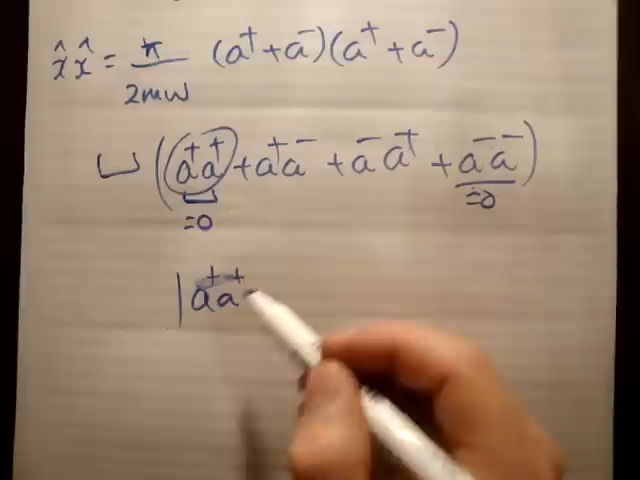 x̂x̂ = ħ/2mω (a⁺ + a⁻)(a⁺ + a⁻)
(a⁺a⁺ + a⁺a⁻ + a⁻a⁺ + a⁻a⁻)
=0 =0
|a⁺a⁺